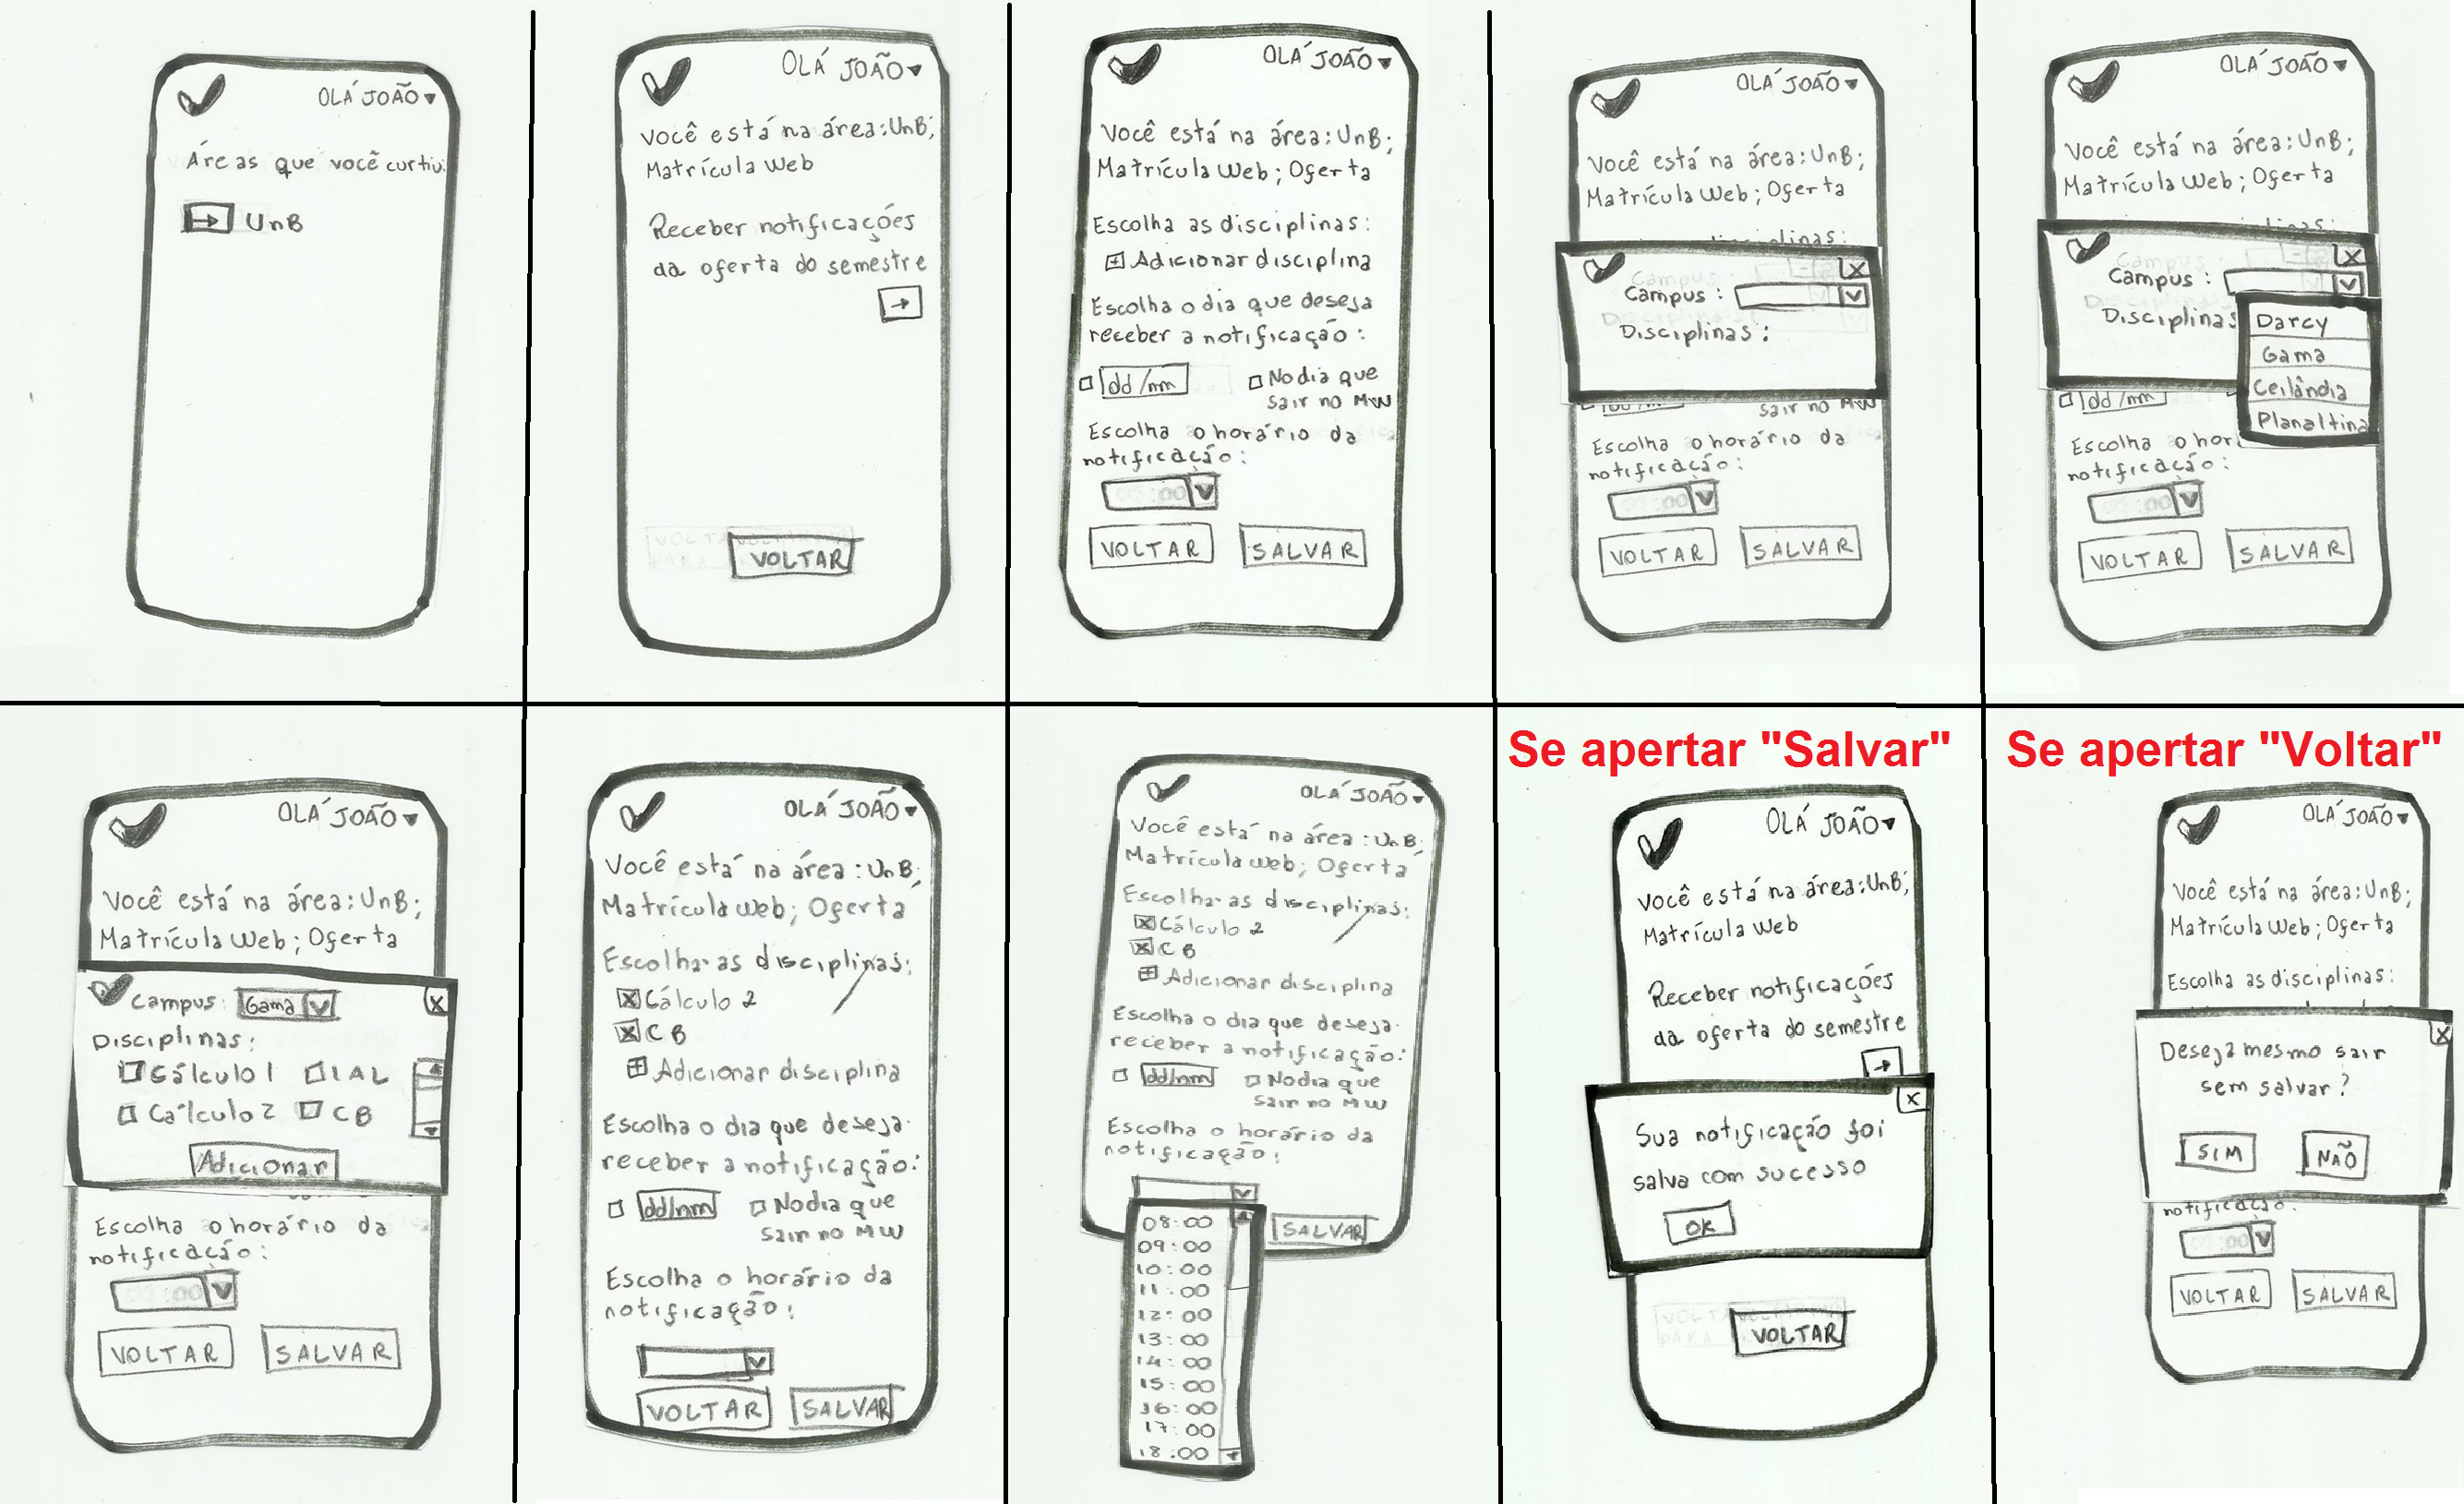 OLÁ JOÃO
Áreas que você curtiu:
UnB
OLÁ JOÃO
Você está na área: UnB;
Matrícula Web
Receber notificações
da oferta do semestre
VOLTAR
OLÁ JOÃO
Você está na área: UnB;
Matrícula Web; Oferta
Escolha as disciplinas:
Adicionar disciplina
Escolha o dia que deseja
receber a notificação:
dd/mm No dia que
sair no MW
Escolha o horário da
notificação:
VOLTAR SALVAR
OLÁ JOÃO
Você está na área: UnB;
Matrícula Web; Oferta
Campus: X
Disciplinas:
sair no MW
Escolha o horário da
notificação:
VOLTAR SALVAR
OLÁ JOÃO
Você está na área: UnB;
Matrícula Web; Oferta
X
Campus:
Disciplinas
Darcy
Gama
Ceilândia
Planaltina
dd/mm
Escolha o hor
notificação:
VOLTAR SALVAR
OLÁ JOÃO
Você está na área: UnB;
Matrícula Web; Oferta
Campus: Gama X
Disciplinas:
Cálculo 1 IAL
Cálculo 2 CB
Adicionar
Escolha o horário da
notificação:
VOLTAR SALVAR
OLÁ JOÃO
Você está na área: UnB;
Matrícula Web; Oferta
Escolha as disciplinas:
Cálculo 2
CB
Adicionar disciplina
Escolha o dia que deseja
receber a notificação:
dd/mm No dia que
sair no MW
Escolha o horário da
notificação:
VOLTAR SALVAR
OLÁ JOÃO
Você está na área: UnB;
Matrícula Web; Oferta
Escolha as disciplinas:
Cálculo 2
CB
Adicionar disciplina
Escolha o dia que deseja
receber a notificação:
dd/mm No dia que
sair no MW
Escolha o horário da
notificação:
SALVAR
08:00
09:00
10:00
11:00
12:00
13:00
14:00
15:00
16:00
17:00
18:00
Se apertar "Salvar"
OLÁ JOÃO
Você está na área: UnB;
Matrícula Web
Receber notificações
da oferta do semestre
X
Sua notificação foi
salva com sucesso
OK
VOLTAR
Se apertar "Voltar"
OLÁ JOÃO
Você está na área: UnB;
Matrícula Web; Oferta
Escolha as disciplinas:
X
Deseja mesmo sair
sem salvar?
SIM NÃO
notificação:
VOLTAR SALVAR